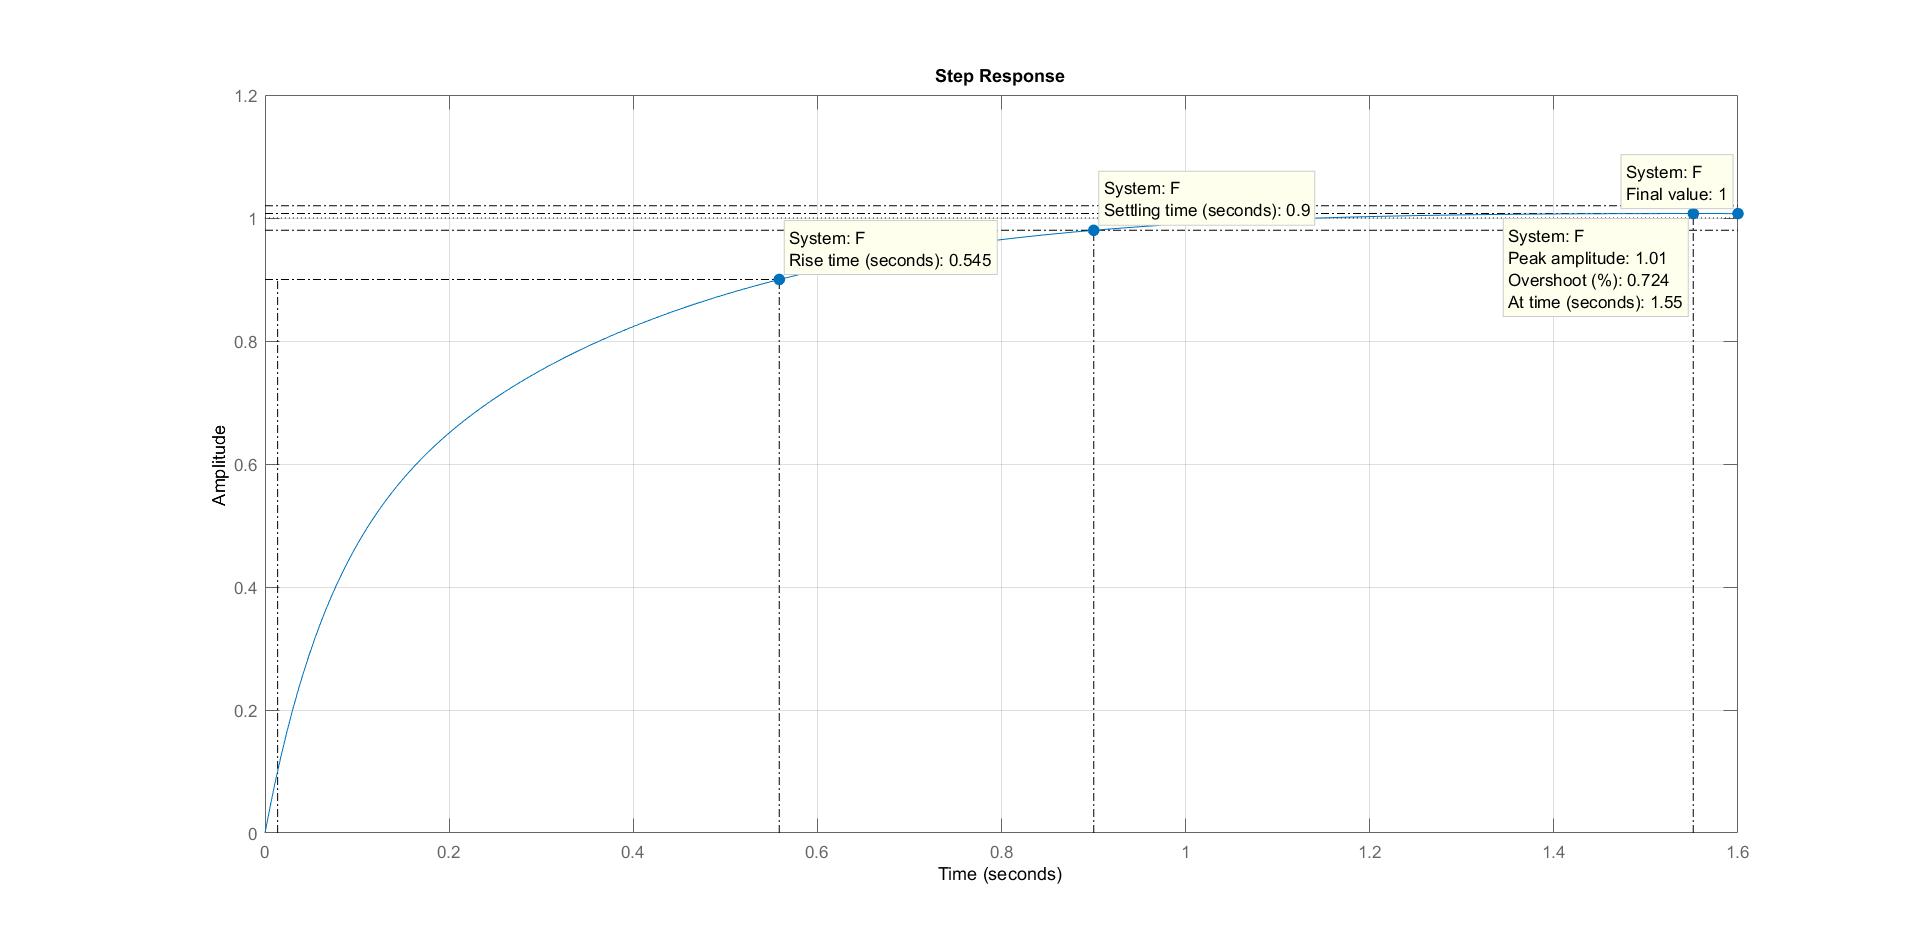 Step Response
1.2
1
0.8
0.6
0.4
0.2
0
Amplitude
System: F
Rise time (seconds): 0.545
System: F
Settling time (seconds): 0.9
System: F
Final value: 1
System: F
Peak amplitude: 1.01
Overshoot (%): 0.724
At time (seconds): 1.55
0 0.2 0.4 0.6 0.8 1 1.2 1.4 1.6
Time (seconds)